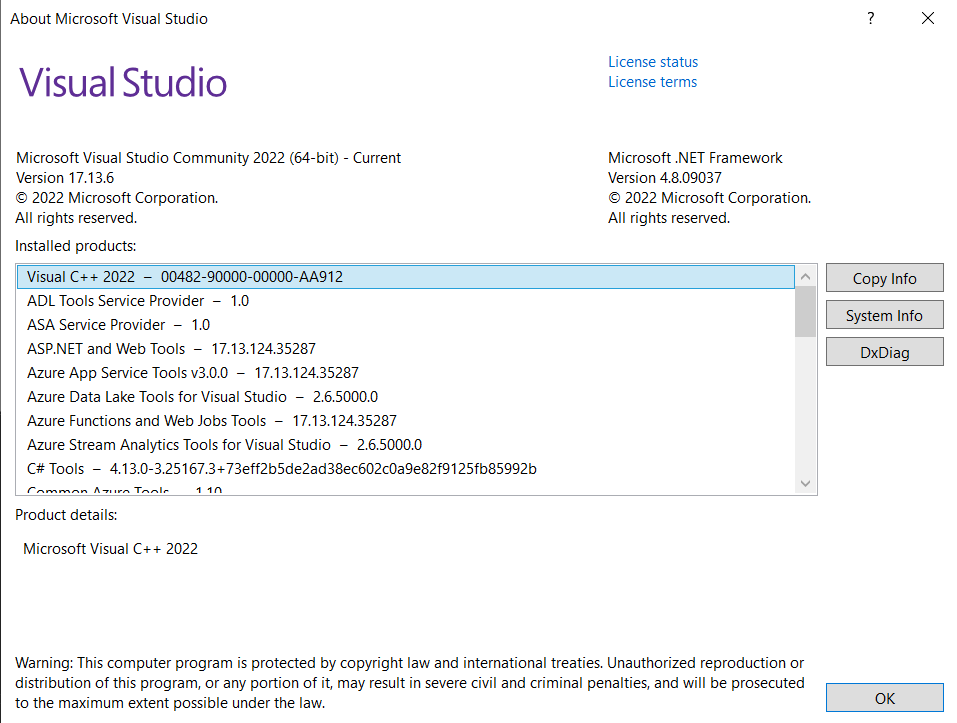 About Microsoft Visual Studio
?
Visual Studio
License status
License terms
Microsoft Visual Studio Community 2022 (64-bit) - Current
Version 17.13.6
© 2022 Microsoft Corporation.
All rights reserved.
Microsoft .NET Framework
Version 4.8.09037
© 2022 Microsoft Corporation.
All rights reserved.
Installed products:
Visual C++ 2022 – 00482-90000-00000-AA912
ADL Tools Service Provider – 1.0
ASA Service Provider – 1.0
ASP.NET and Web Tools – 17.13.124.35287
Azure App Service Tools v3.0.0 – 17.13.124.35287
Azure Data Lake Tools for Visual Studio – 2.6.5000.0
Azure Functions and Web Jobs Tools – 17.13.124.35287
Azure Stream Analytics Tools for Visual Studio – 2.6.5000.0
C# Tools – 4.13.0-3.25167.3+73eff2b5de2ad38ec602c0a9e82f9125fb85992b
Common Azure Tools – 1.10
Copy Info
System Info
DxDiag
Product details:
Microsoft Visual C++ 2022
Warning: This computer program is protected by copyright law and international treaties. Unauthorized reproduction or
distribution of this program, or any portion of it, may result in severe civil and criminal penalties, and will be prosecuted
to the maximum extent possible under the law.
OK